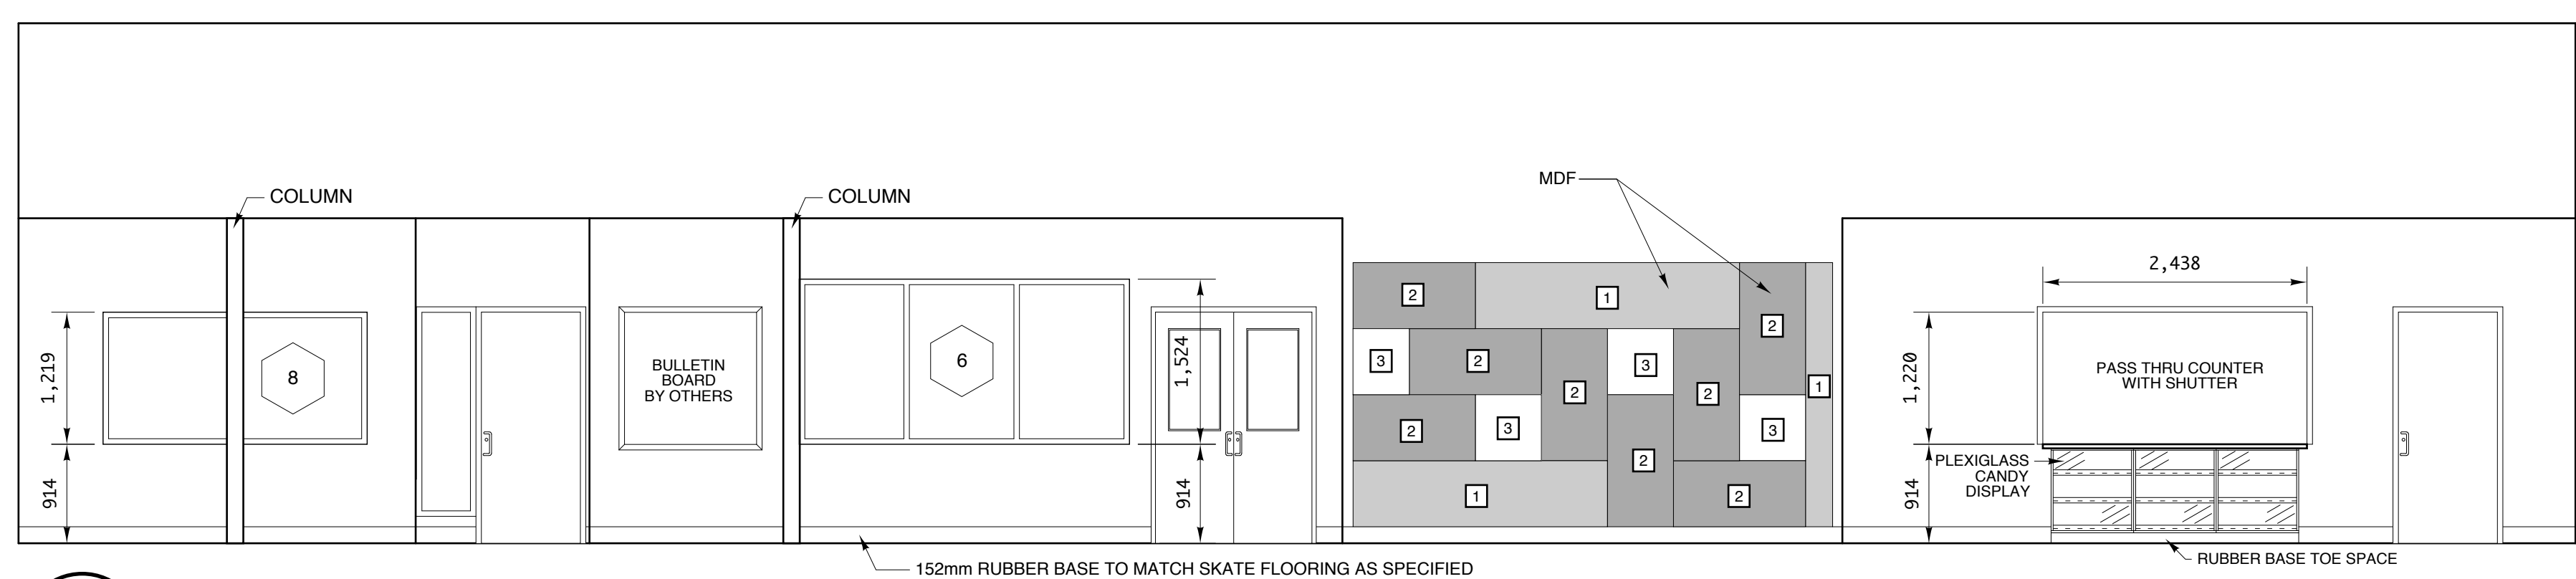 COLUMN
COLUMN
MDF
2,438
2
1
2
1,219
8
BULLETIN
BOARD
BY OTHERS
6
1,524
3
2
2
3
2
1
1,220
PASS THRU COUNTER
WITH SHUTTER
2
3
3
2
914
914
1
2
914
PLEXIGLASS
CANDY
DISPLAY
152mm RUBBER BASE TO MATCH SKATE FLOORING AS SPECIFIED
RUBBER BASE TOE SPACE